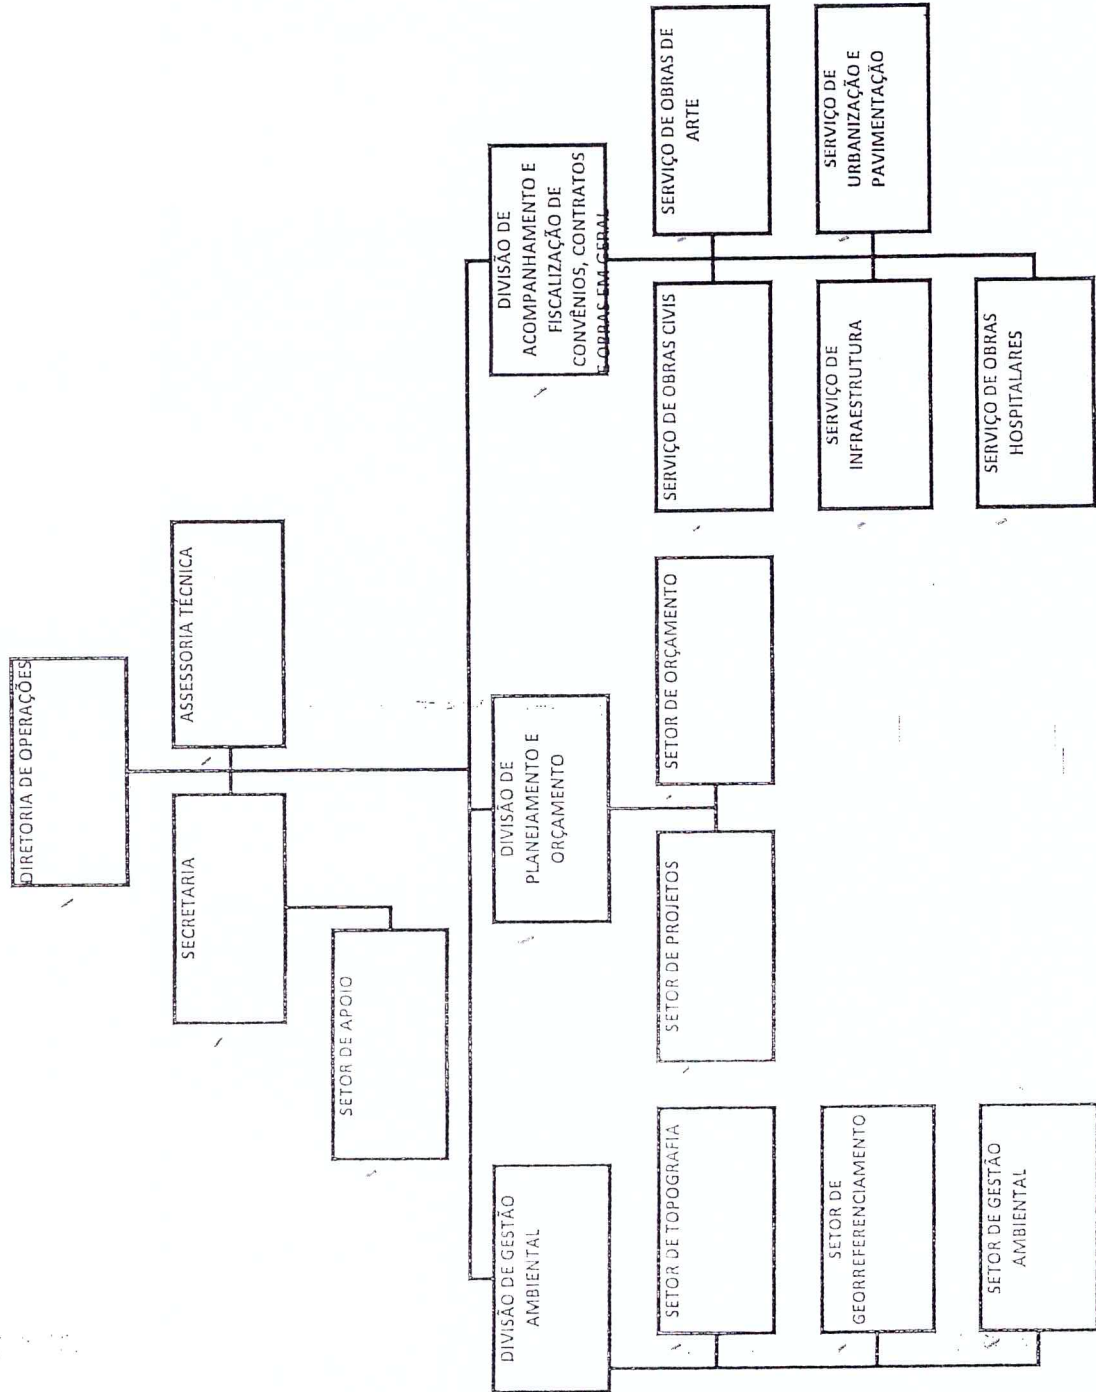 DIRETORIA DE OPERAÇÕES
SECRETARIA
ASSESSORIA TÉCNICA
SETOR DE APOIO
DIVISÃO DE GESTÃO
AMBIENTAL
DIVISÃO DE
PLANEJAMENTO E
ORÇAMENTO
DIVISÃO DE
ACOMPANHAMENTO E
FISCALIZAÇÃO DE
CONVÊNIOS, CONTRATOS
E OBRAS EM GERAL
SETOR DE TOPOGRAFIA
SETOR DE
GEORREFERENCIAMENTO
SETOR DE GESTÃO
AMBIENTAL
SETOR DE PROJETOS
SETOR DE ORÇAMENTO
SERVIÇO DE OBRAS CIVIS
SERVIÇO DE OBRAS DE
ARTE
SERVIÇO DE
INFRAESTRUTURA
SERVIÇO DE
URBANIZAÇÃO E
PAVIMENTAÇÃO
SERVIÇO DE OBRAS
HOSPITALARES